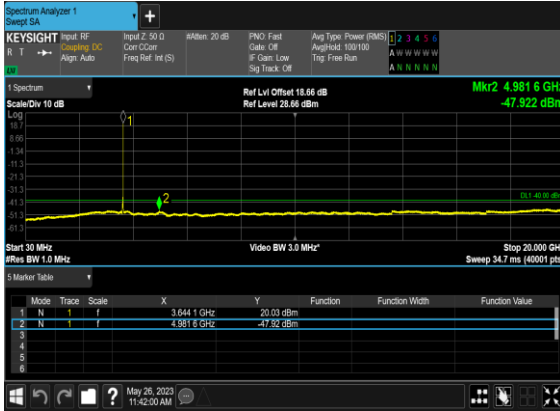 Spectrum Analyzer 1
Swept SA
KEYSIGHT Input: RF Input Z: 50 Ω #Atten: 20 dB PNO: Fast Avg Type: Power (RMS) 1 2 3 4 5 6
R T Coupling: DC Corr CCorr Gate: Off Avg|Hold: 100/100 A W W W W W
Align: Auto Freq Ref: Int (S) IF Gain: Low Trig: Free Run
Sig Track: Off A N N N N N
1 Spectrum Ref Lvl Offset 18.66 dB Mkr2 4.981 6 GHz
Scale/Div 10 dB Ref Level 28.66 dBm -47.922 dBm
Log
18.7
8.66
-1.34
-11.3
-21.3
-31.3
-41.3
-51.3
-61.3
1
2
DL1 -40.00 dBm
Start 30 MHz Video BW 3.0 MHz* Stop 20.000 GHz
#Res BW 1.0 MHz Sweep 34.7 ms (40001 pts)
5 Marker Table
Mode Trace Scale X Y Function Function Width Function Value
1 N 1 f 3.644 1 GHz 20.03 dBm
2 N 1 f 4.981 6 GHz -47.92 dBm
3
4
5
6
? May 26, 2023
11:42:00 AM